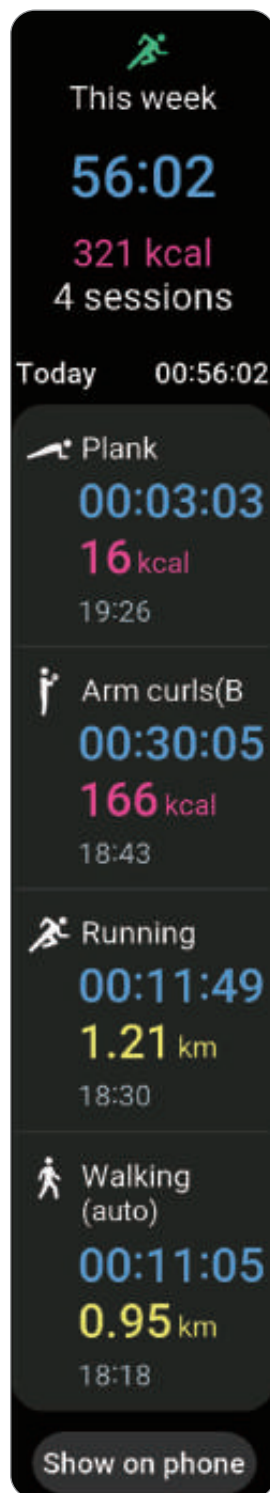 This week
56:02
321 kcal
4 sessions
Today 00:56:02
Plank
00:03:03
16 kcal
19:26
Arm curls(B
00:30:05
166 kcal
18:43
Running
00:11:49
1.21 km
18:30
Walking
(auto)
00:11:05
0.95 km
18:18
Show on phone